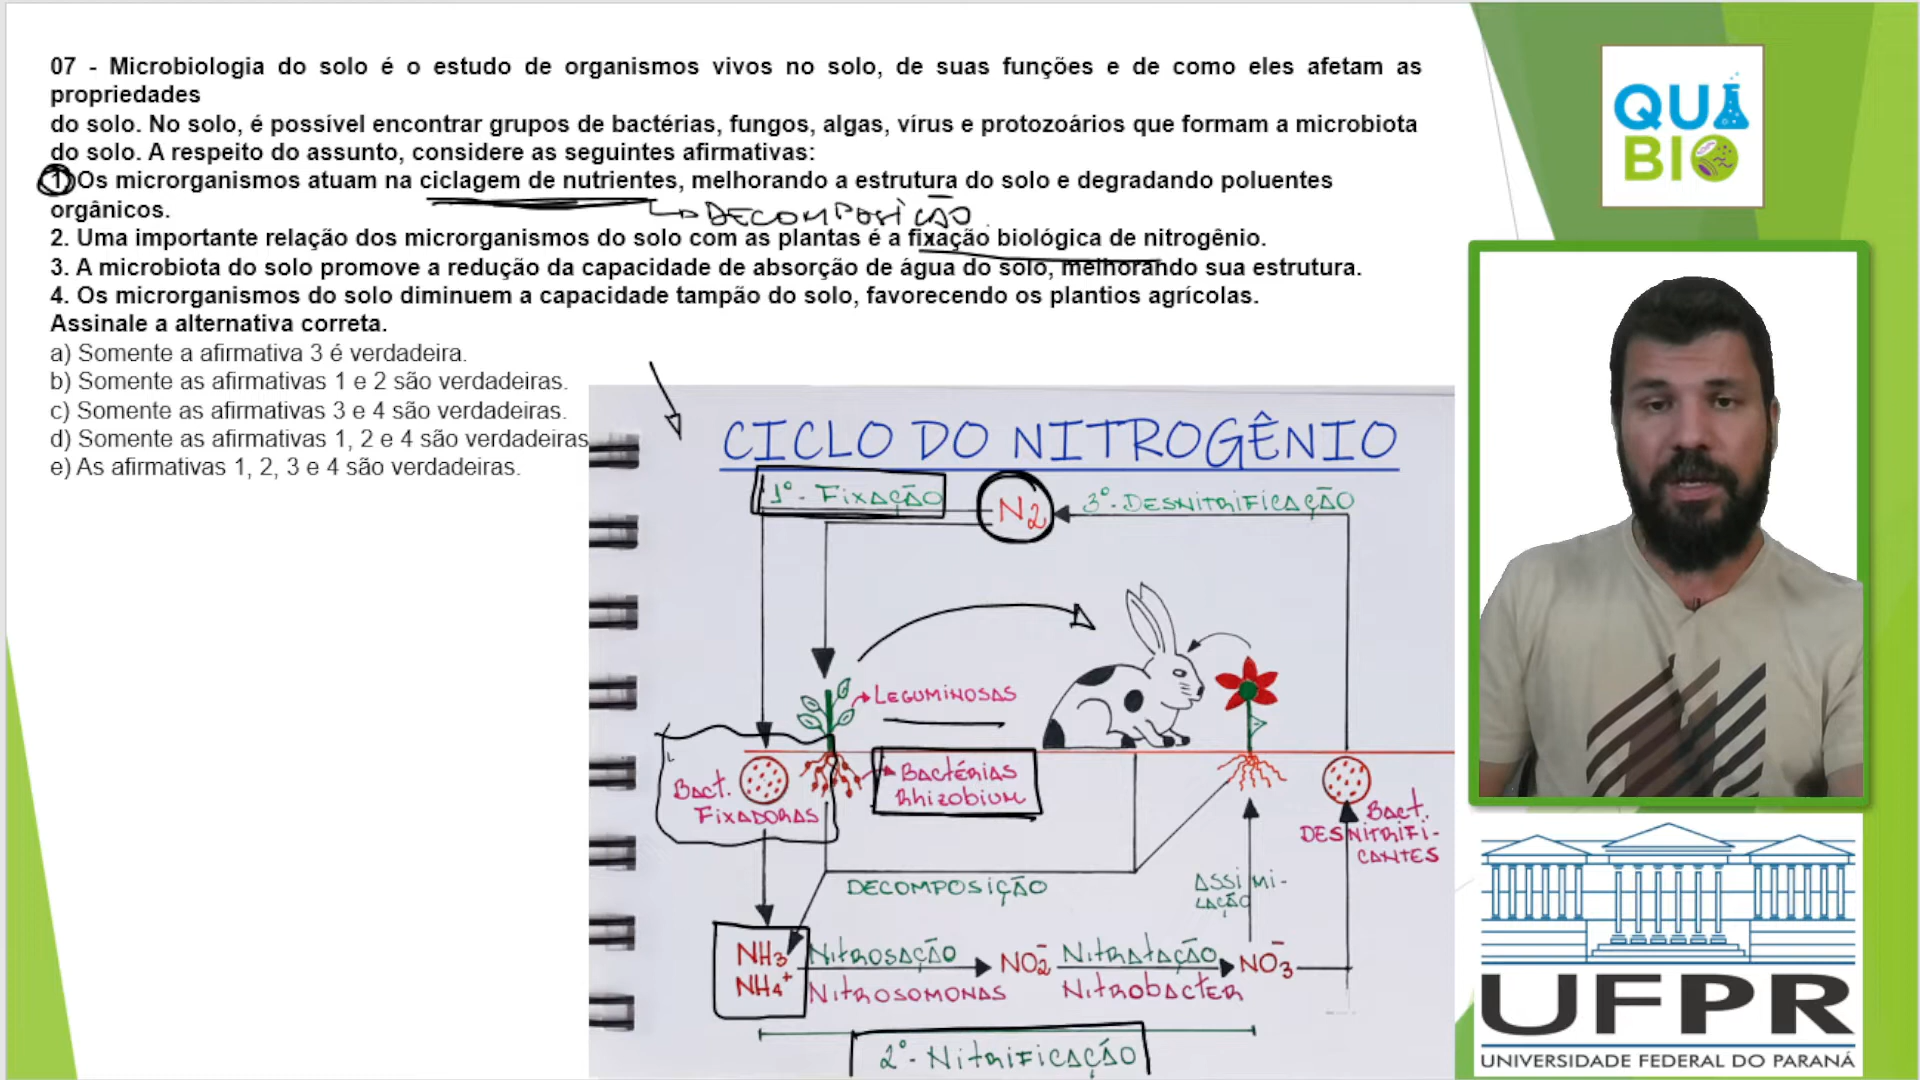 07 - Microbiologia do solo é o estudo de organismos vivos no solo, de suas funções e de como eles afetam as
propriedades
do solo. No solo, é possível encontrar grupos de bactérias, fungos, algas, vírus e protozoários que formam a microbiota
do solo. A respeito do assunto, considere as seguintes afirmativas:
1. Os microrganismos atuam na ciclagem de nutrientes, melhorando a estrutura do solo e degradando poluentes
orgânicos.
DECOMPOSIÇÃO
2. Uma importante relação dos microrganismos do solo com as plantas é a fixação biológica de nitrogênio.
3. A microbiota do solo promove a redução da capacidade de absorção de água do solo, melhorando sua estrutura.
4. Os microrganismos do solo diminuem a capacidade tampão do solo, favorecendo os plantios agrícolas.
Assinale a alternativa correta.
a) Somente a afirmativa 3 é verdadeira.
b) Somente as afirmativas 1 e 2 são verdadeiras.
c) Somente as afirmativas 3 e 4 são verdadeiras.
d) Somente as afirmativas 1, 2 e 4 são verdadeiras
e) As afirmativas 1, 2, 3 e 4 são verdadeiras.
CICLO DO NITROGÊNIO
1º - FIXAÇÃO
N2
3º - DESNITRIFICAÇÃO
LEGUMINOSAS
BACT.
FIXADORAS
BACTÉRIAS
RHIZOBIUM
BACT.
DESNITRIFI-
CANTES
DECOMPOSIÇÃO
ASSIMI-
LAÇÃO
NH3
NH4+
NITROSAÇÃO
NITROSOMONAS
NO2-
NITRATAÇÃO
NITROBACTER
NO3-
2º - NITRIFICAÇÃO
QUÍ
BIO
UFPR
UNIVERSIDADE FEDERAL DO PARANÁ